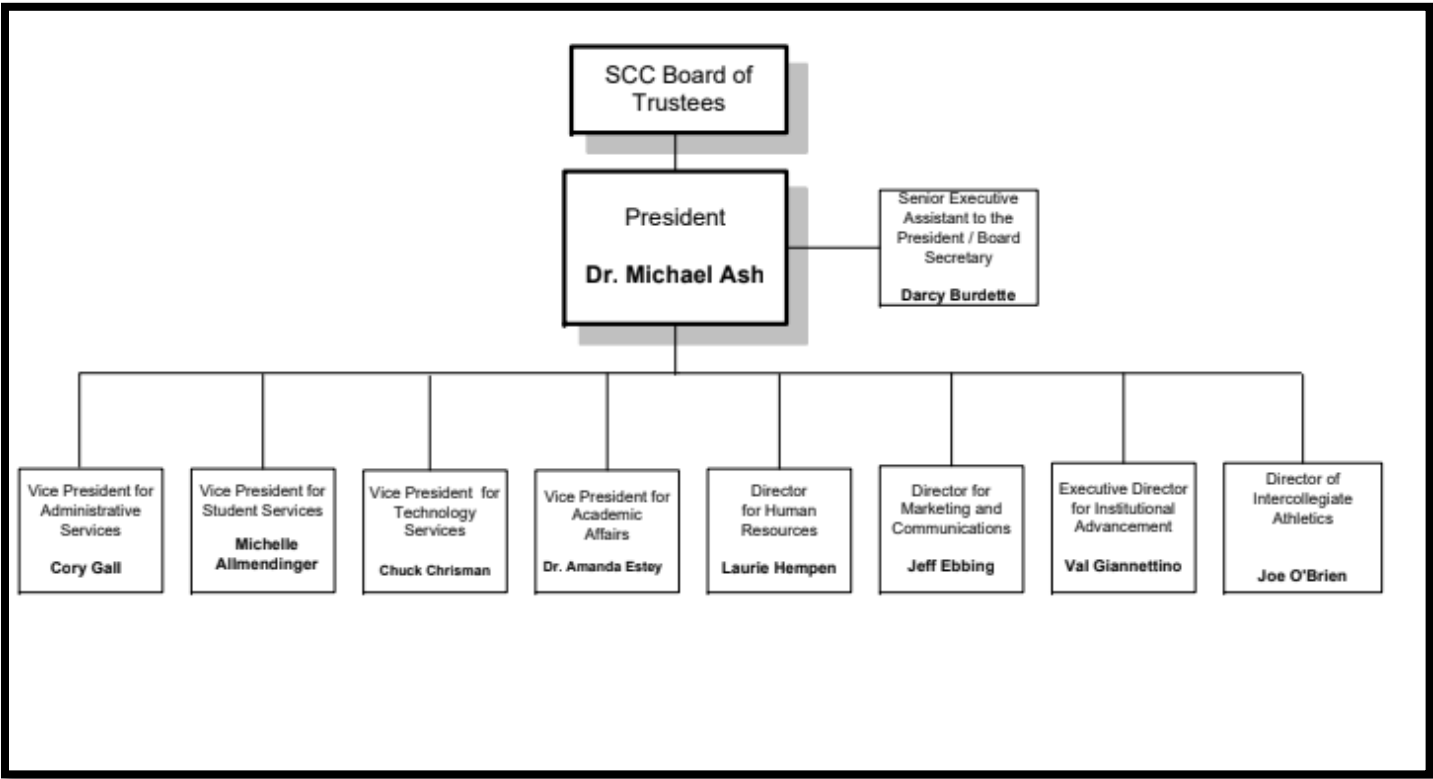 SCC Board of
Trustees
President
Dr. Michael Ash
Senior Executive
Assistant to the
President / Board
Secretary
Darcy Burdette
Vice President for
Administrative
Services
Cory Gall
Vice President for
Student Services
Michelle
Allmendinger
Vice President for
Technology
Services
Chuck Chrisman
Vice President for
Academic
Affairs
Dr. Amanda Estey
Director
for Human
Resources
Laurie Hempen
Director for
Marketing and
Communications
Jeff Ebbing
Executive Director
for Institutional
Advancement
Val Giannettino
Director of
Intercollegiate
Athletics
Joe O'Brien